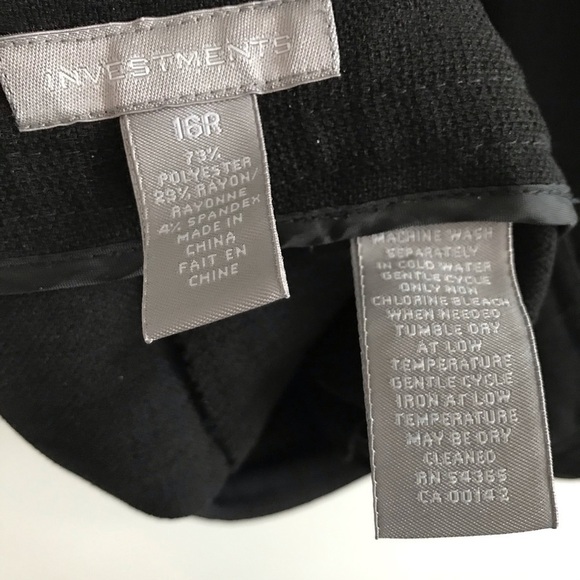 INVESTMENTS
16R
73%
POLYESTER
23% RAYON/
RAYONNE
4% SPANDEX
MADE IN
CHINA
FAIT EN
CHINE
MACHINE WASH
SEPARATELY
IN COLD WATER
GENTLE CYCLE
ONLY NON
CHLORINE BLEACH
WHEN NEEDED
TUMBLE DRY
AT LOW
TEMPERATURE
GENTLE CYCLE
IRON AT LOW
TEMPERATURE
MAY BE DRY
CLEANED
RN 54365
CA 00142